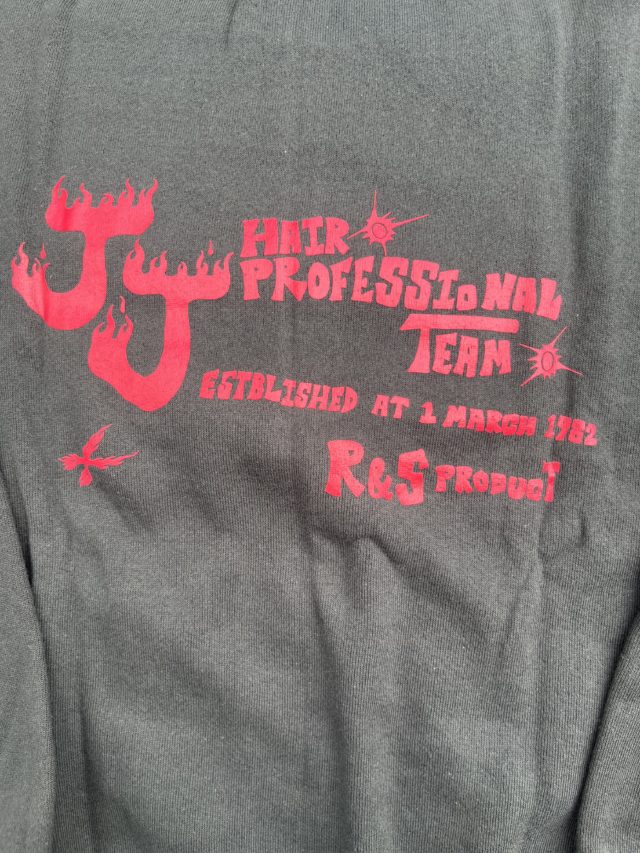 JJ
HAIR
PROFESSIONAL
TEAM
ESTBLISHED AT 1 MARCH 1982
R&S PRODUCT